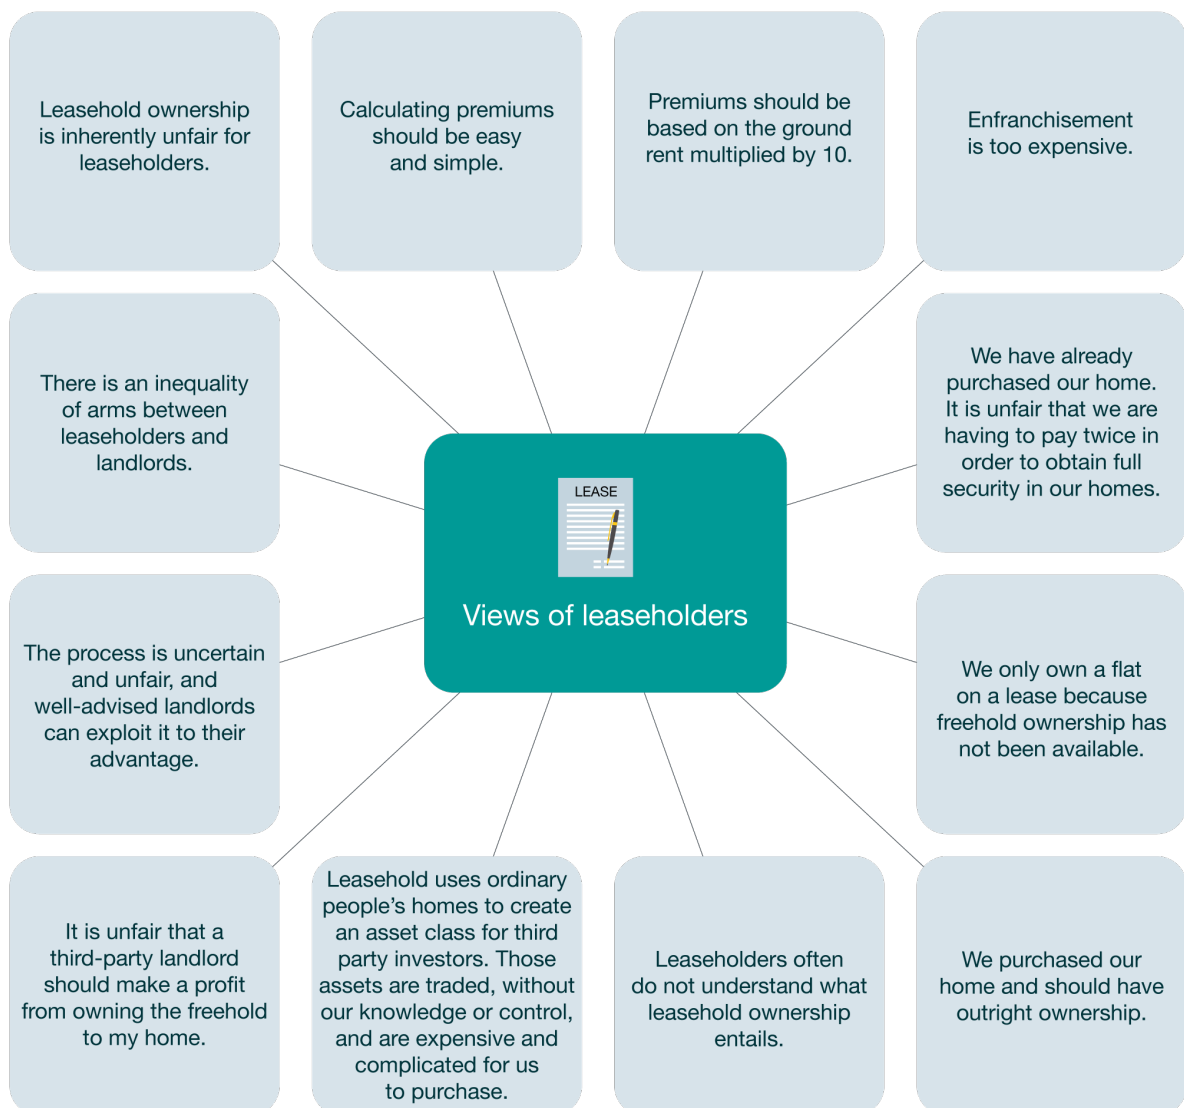 Leasehold ownership
is inherently unfair for
leaseholders.
Calculating premiums
should be easy
and simple.
Premiums should be
based on the ground
rent multiplied by 10.
Enfranchisement
is too expensive.
There is an inequality
of arms between
leaseholders and
landlords.
We have already
purchased our home.
It is unfair that we are
having to pay twice in
order to obtain full
security in our homes.
LEASE
Views of leaseholders
The process is uncertain
and unfair, and
well-advised landlords
can exploit it to their
advantage.
We only own a flat
on a lease because
freehold ownership has
not been available.
It is unfair that a
third-party landlord
should make a profit
from owning the freehold
to my home.
Leasehold uses ordinary
people’s homes to create
an asset class for third
party investors. Those
assets are traded, without
our knowledge or control,
and are expensive and
complicated for us
to purchase.
Leaseholders often
do not understand what
leasehold ownership
entails.
We purchased our
home and should have
outright ownership.